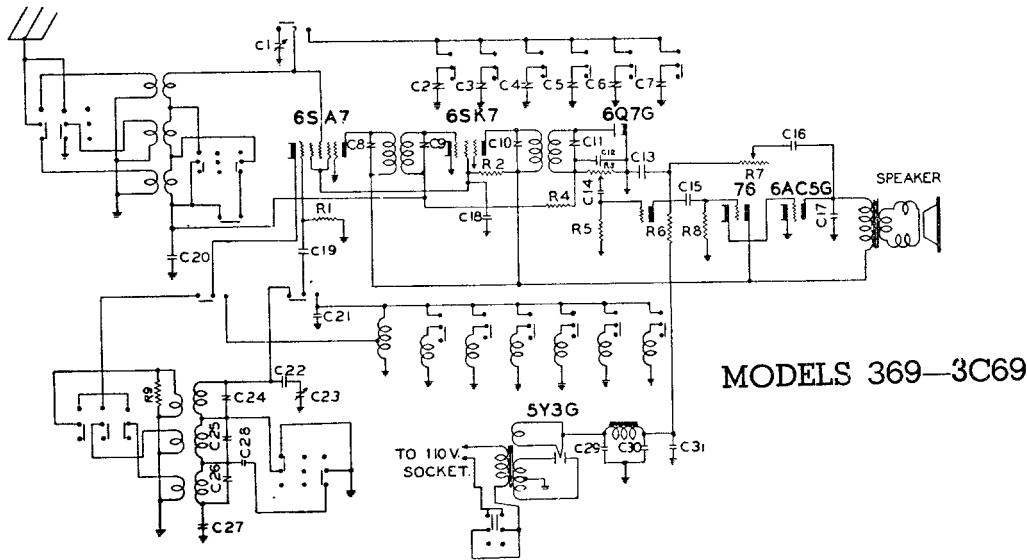 C1
C2 C3 C4 C5 C6 C7
6SA7 6SK7 6Q7G
C8 C9 C10 C11 C12 C13 C16
R2 R3 R7
R4 C14 C15 76 6AC5G SPEAKER
R1 C18 R5 R6 R8 C17
C20 C19
C21
C22
R9 C24 C23
C25 C28
C26
C27
MODELS 369—3C69
5Y3G
TO 110 V. SOCKET.
C29 C30 C31